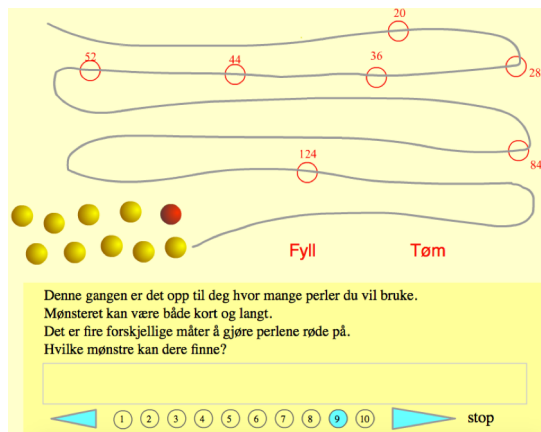 20
52
44
36
28
84
124
Fyll Tøm
Denne gangen er det opp til deg hvor mange perler du vil bruke.
Mønsteret kan være både kort og langt.
Det er fire forskjellige måter å gjøre perlene røde på.
Hvilke mønstre kan dere finne?
1 2 3 4 5 6 7 8 9 10 stop